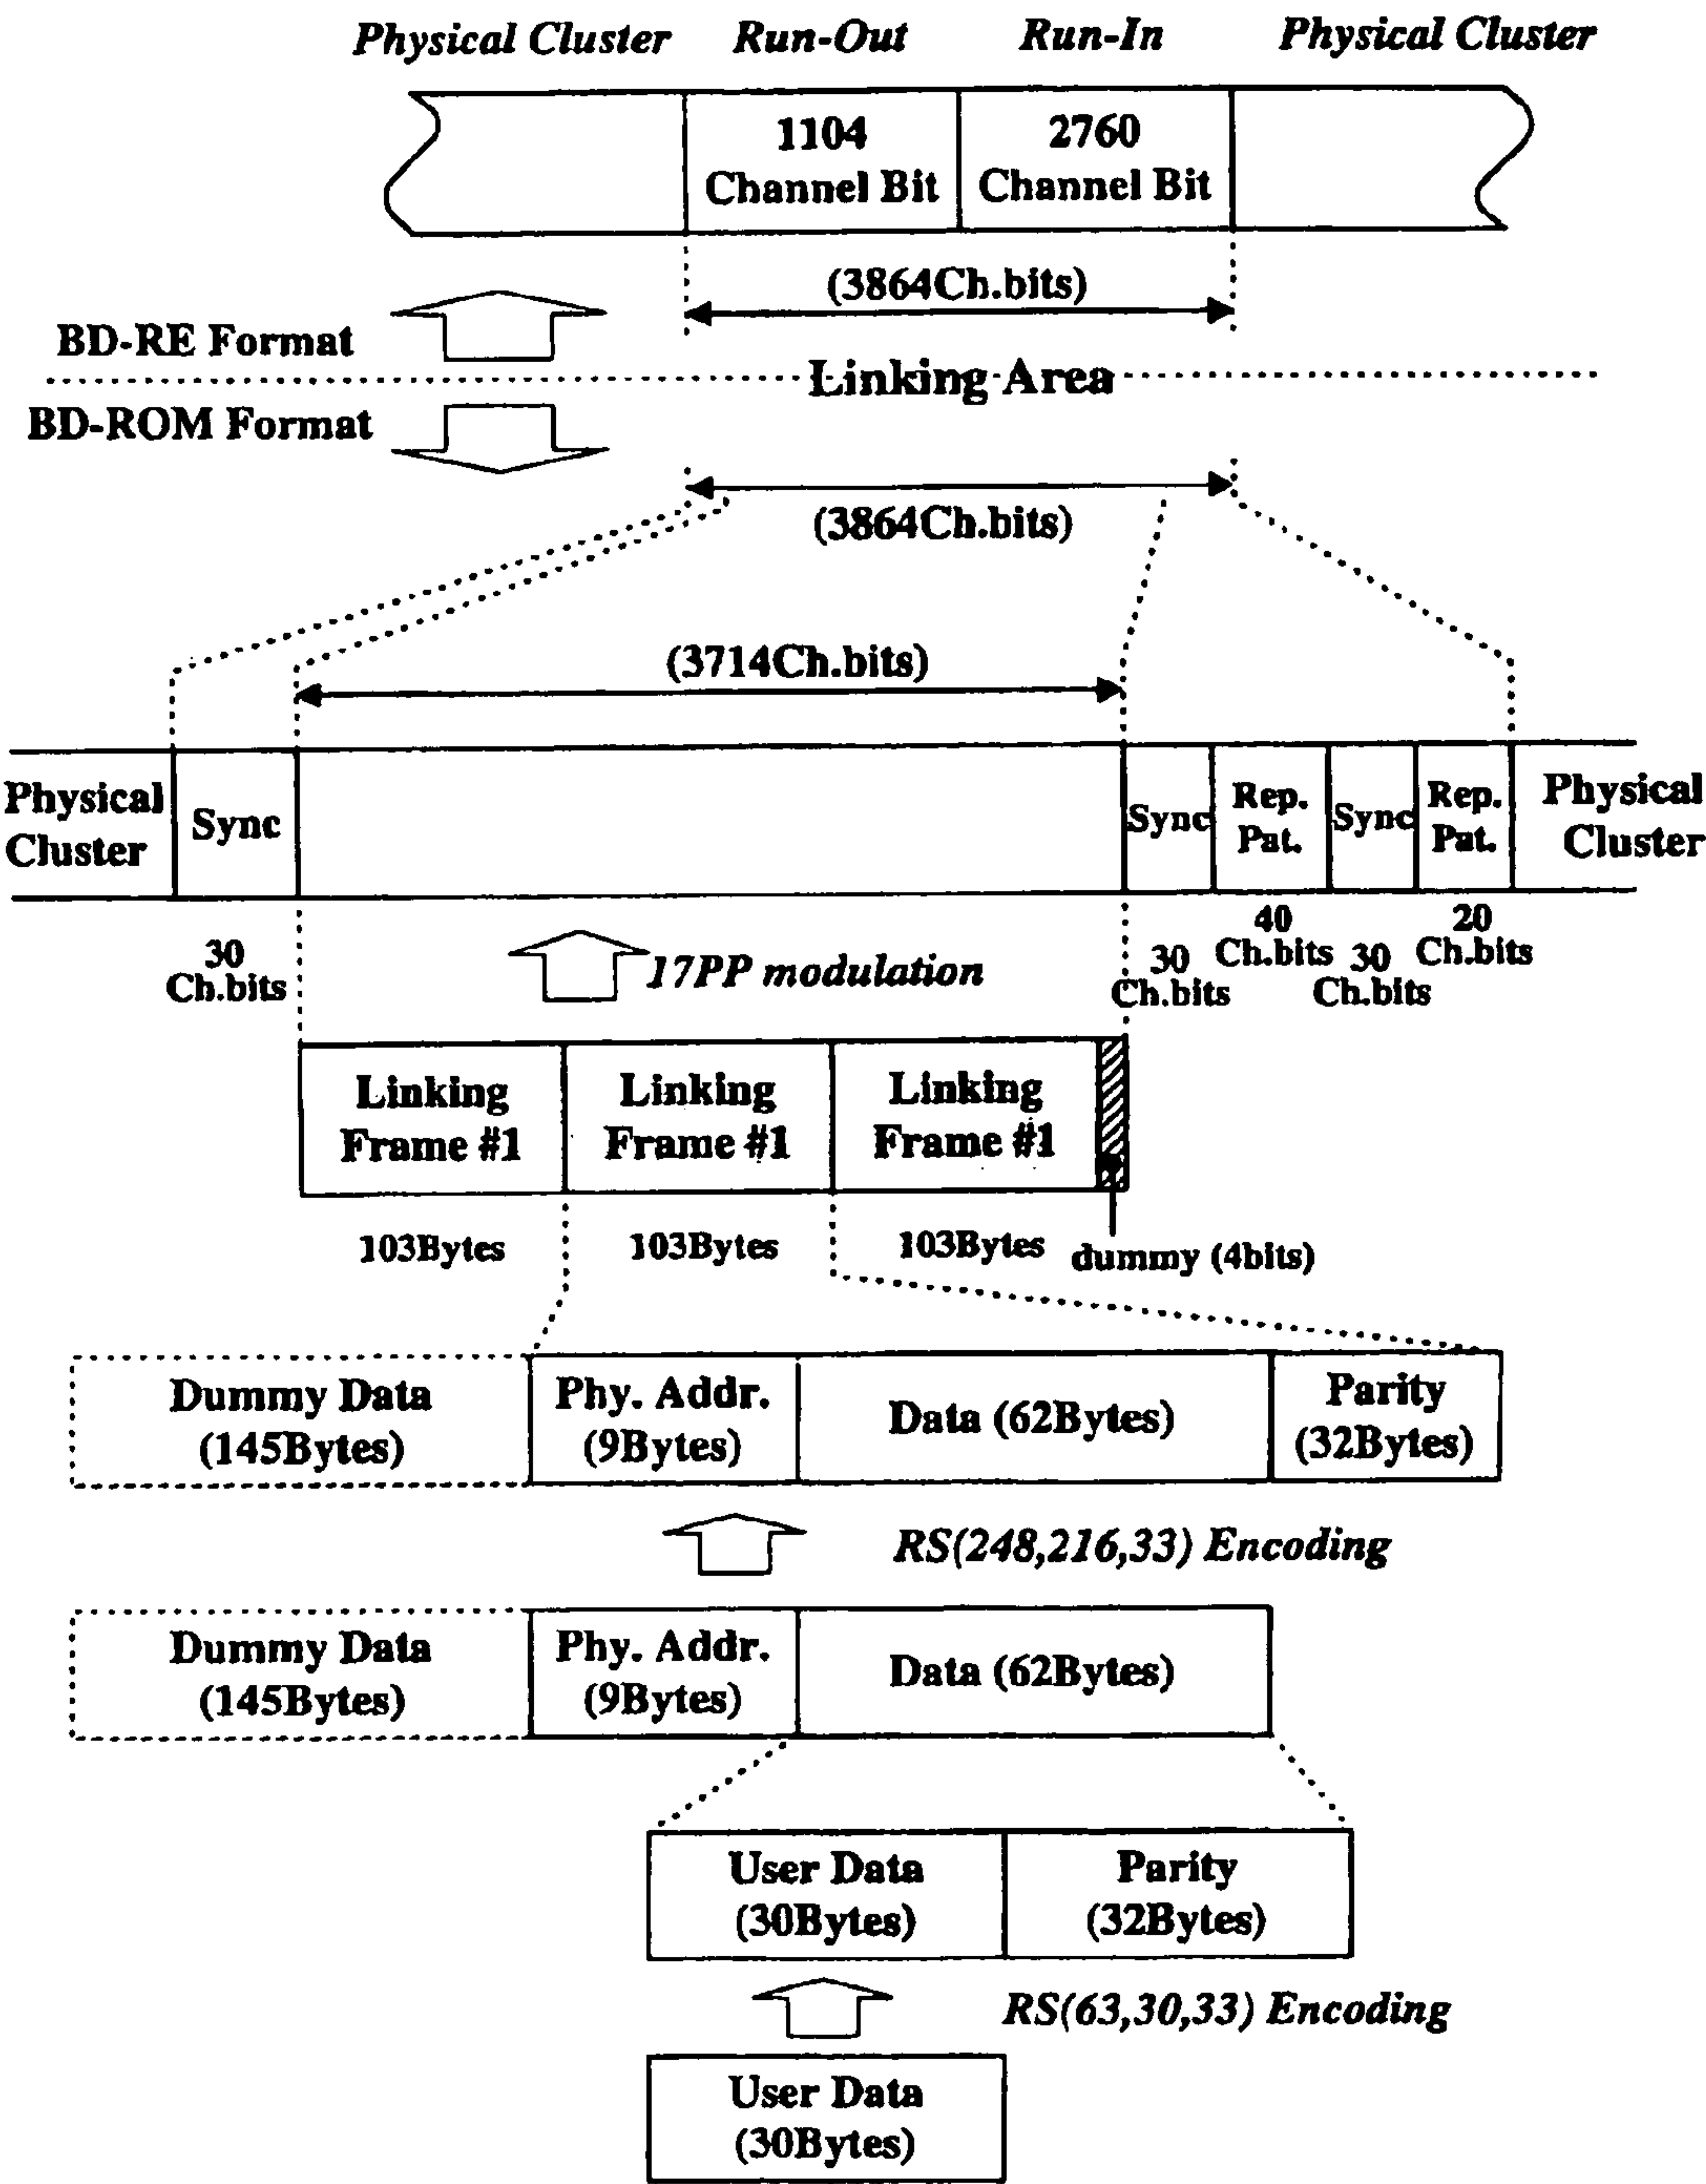 Physical Cluster Run-Out Run-In Physical Cluster
1104 2760
Channel Bit Channel Bit
(3864Ch.bits)
BD-RE Format
Linking Area
BD-ROM Format
(3864Ch.bits)
(3714Ch.bits)
Physical Cluster
Sync
Sync
Rep. Pat.
Sync
Rep. Pat.
Physical Cluster
30 Ch.bits
17PP modulation
30 Ch.bits
40 Ch.bits
30 Ch.bits
20 Ch.bits
Linking Linking Linking
Frame #1 Frame #1 Frame #1
103Bytes 103Bytes 103Bytes dummy (4bits)
Dummy Data Phy. Addr. Data (62Bytes) Parity
(145Bytes) (9Bytes) (32Bytes)
RS(248,216,33) Encoding
Dummy Data Phy. Addr. Data (62Bytes)
(145Bytes) (9Bytes)
User Data Parity
(30Bytes) (32Bytes)
RS(63,30,33) Encoding
User Data
(30Bytes)